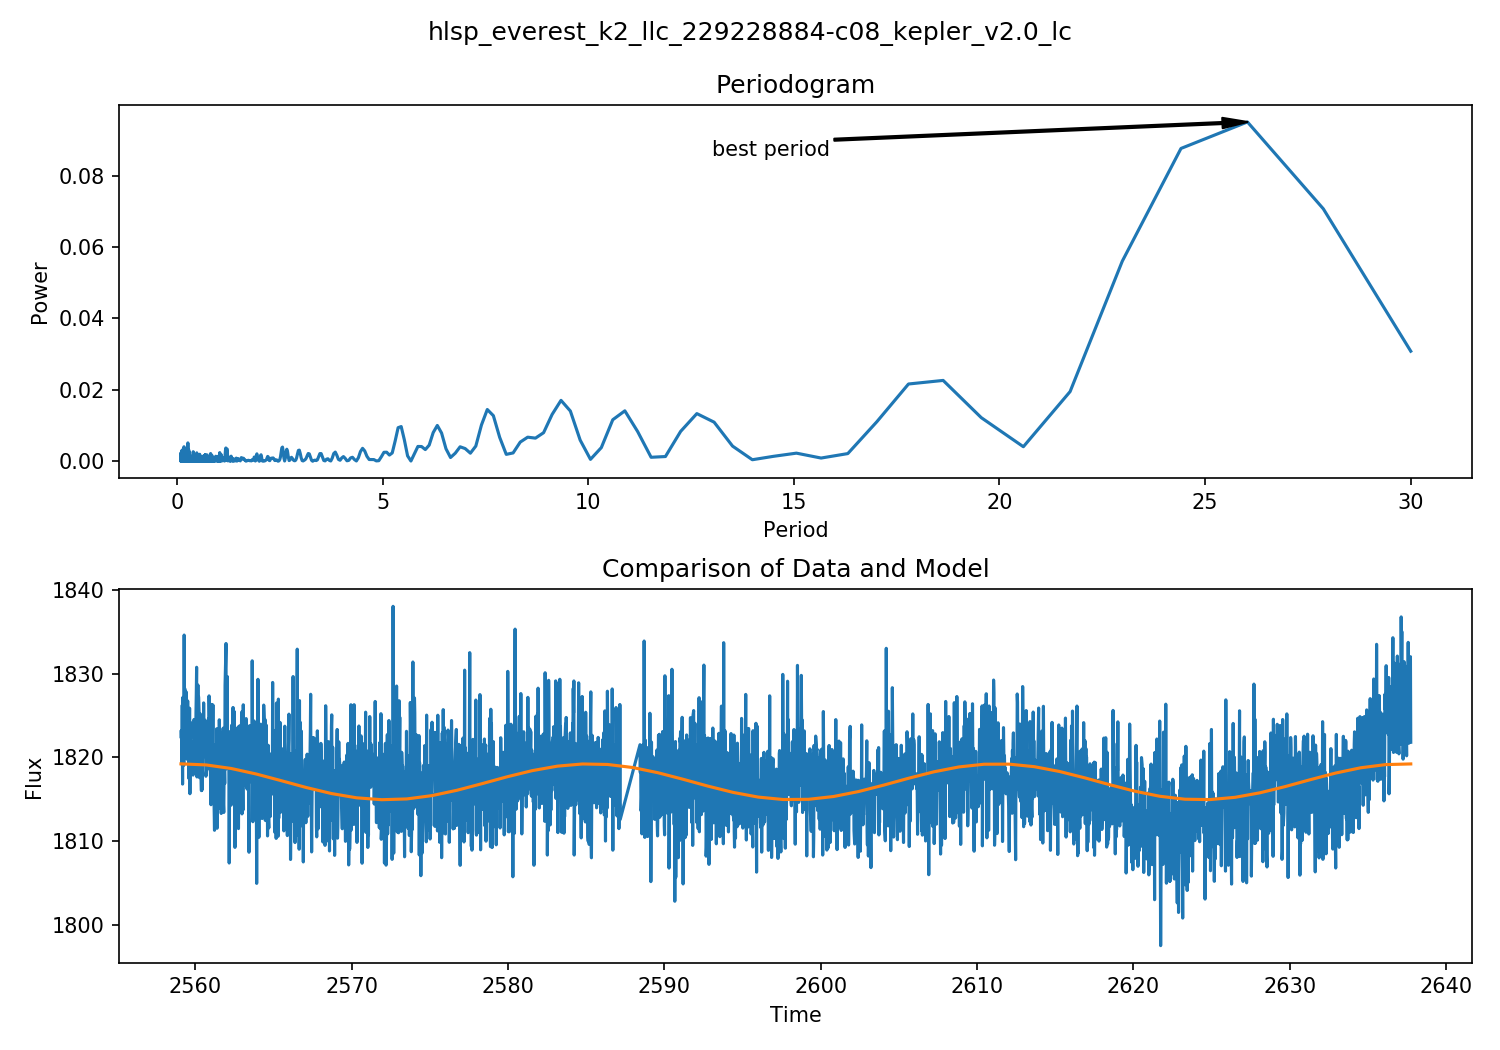 hlsp_everest_k2_llc_229228884-c08_kepler_v2.0_lc
Periodogram
best period
0.08
0.06
0.04
0.02
0.00
Power
0 5 10 15 20 25 30
Period
Comparison of Data and Model
1840
1830
1820
1810
1800
Flux
2560 2570 2580 2590 2600 2610 2620 2630 2640
Time